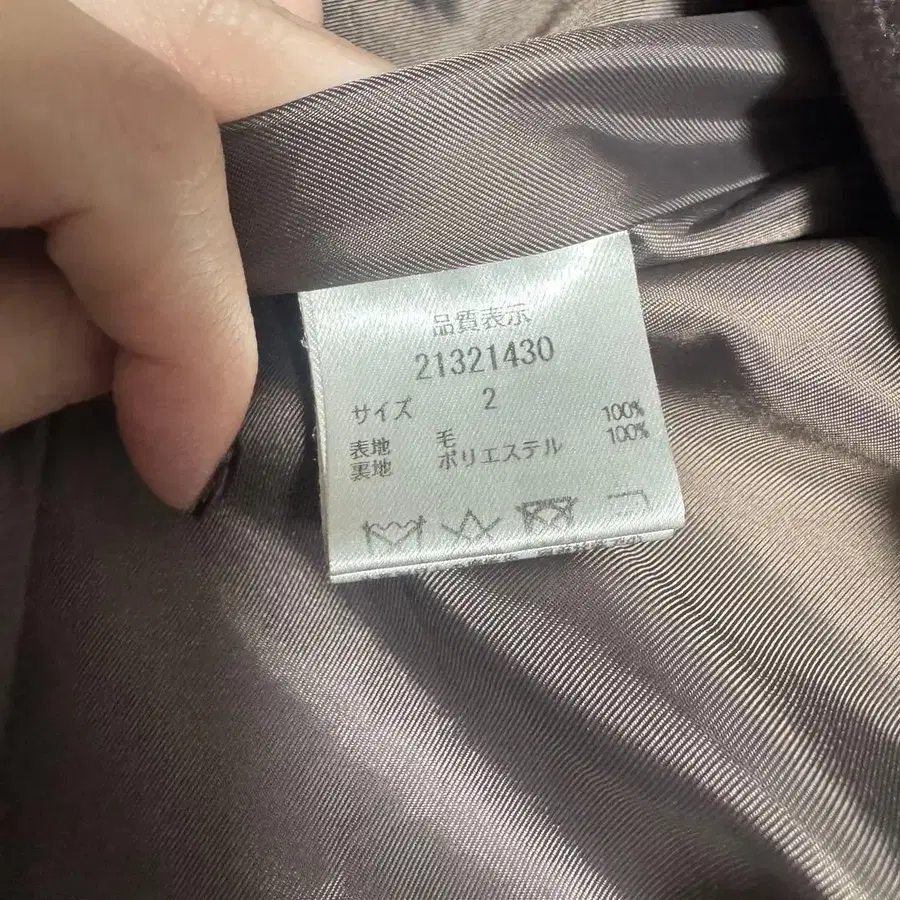 品質表示
21321430
サイズ 2
表地 毛 100%
裏地 ポリエステル 100%